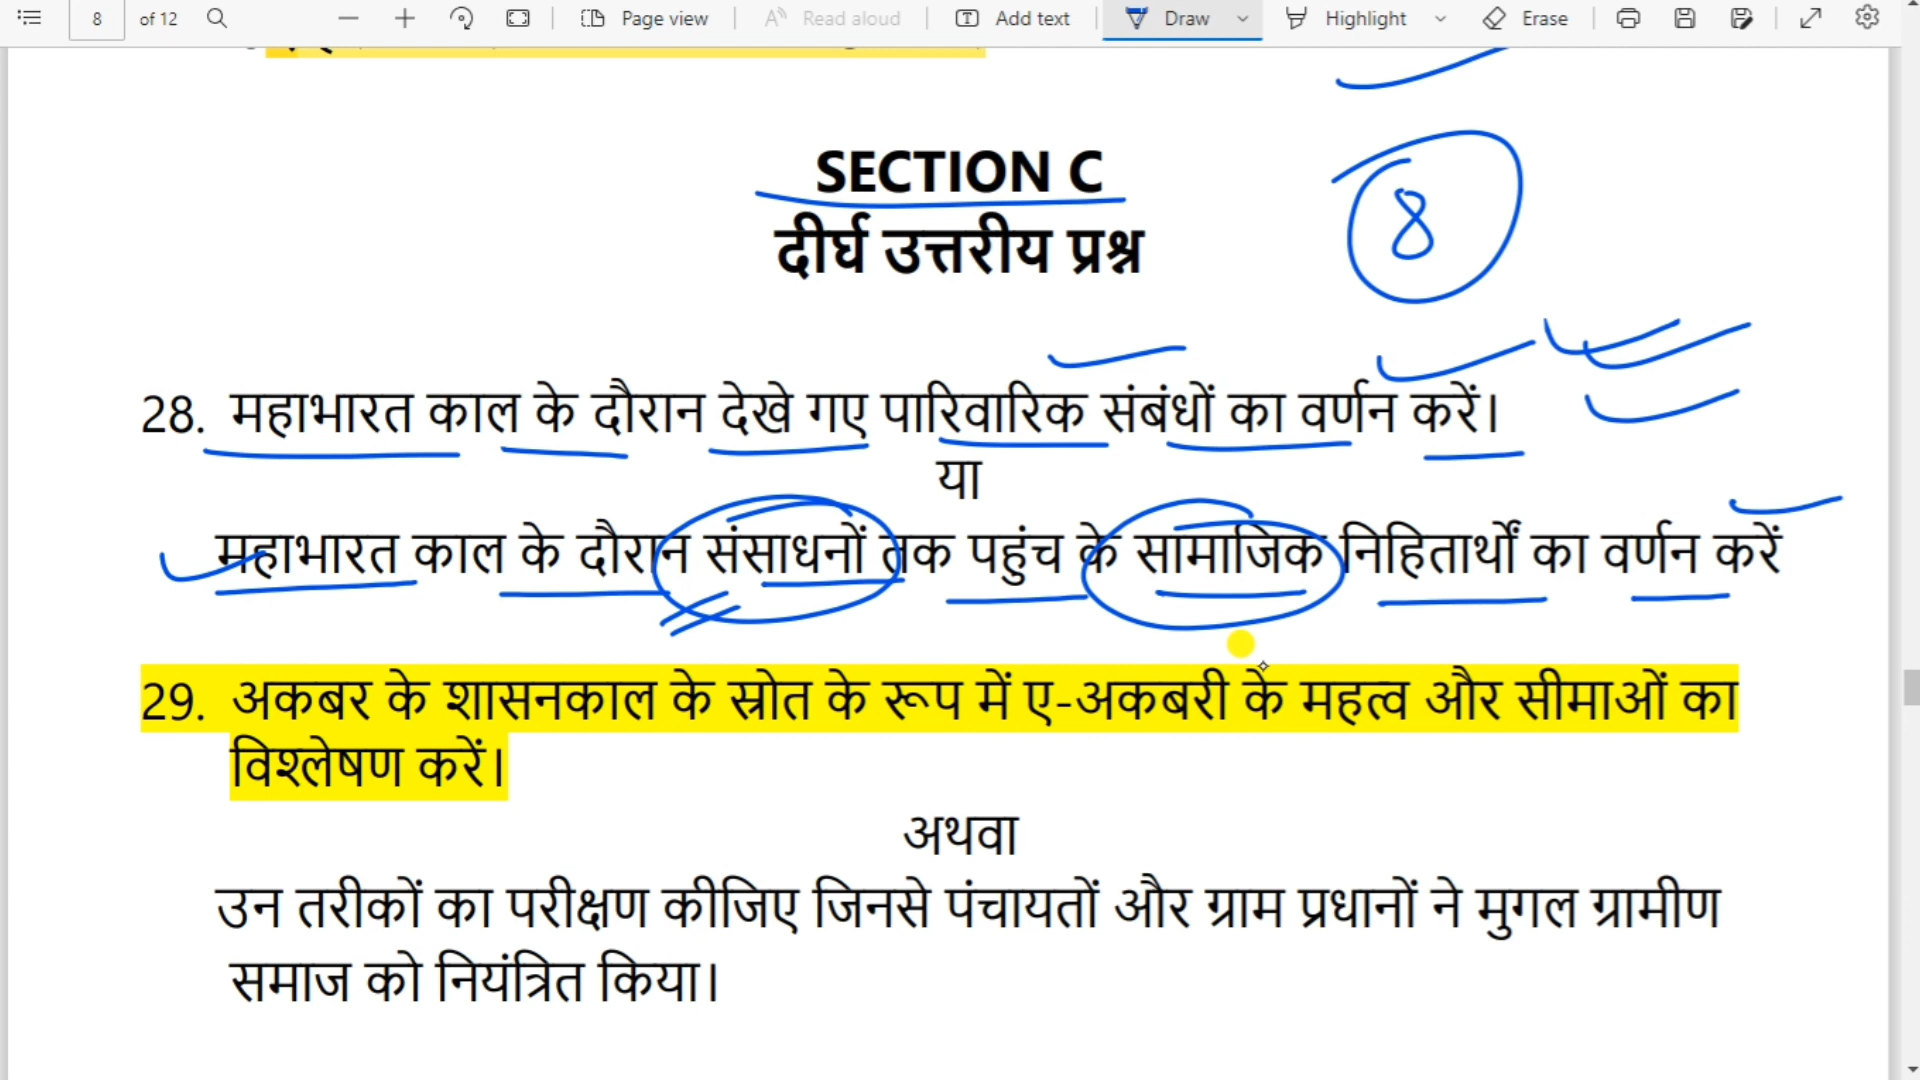 8 of 12 Page view Read aloud Add text Draw Highlight Erase
SECTION C
दीर्घ उत्तरीय प्रश्न
8
28. महाभारत काल के दौरान देखे गए पारिवारिक संबंधों का वर्णन करें।
या
महाभारत काल के दौरान संसाधनों तक पहुंच के सामाजिक निहितार्थों का वर्णन करें
29. अकबर के शासनकाल के स्रोत के रूप में ए-अकबरी के महत्व और सीमाओं का
विश्लेषण करें।
अथवा
उन तरीकों का परीक्षण कीजिए जिनसे पंचायतों और ग्राम प्रधानों ने मुगल ग्रामीण
समाज को नियंत्रित किया।